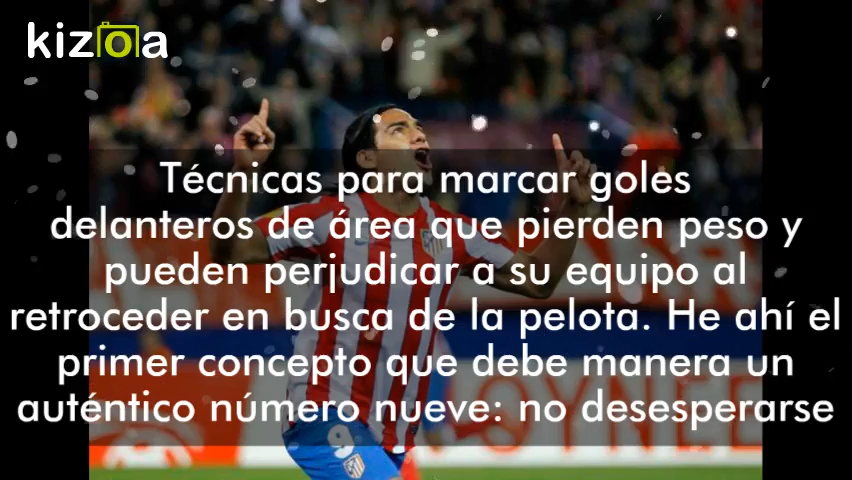 kizoa
Técnicas para marcar goles
delanteros de área que pierden peso y
pueden perjudicar a su equipo al
retroceder en busca de la pelota. He ahí el
primer concepto que debe manera un
auténtico número nueve: no desesperarse
9